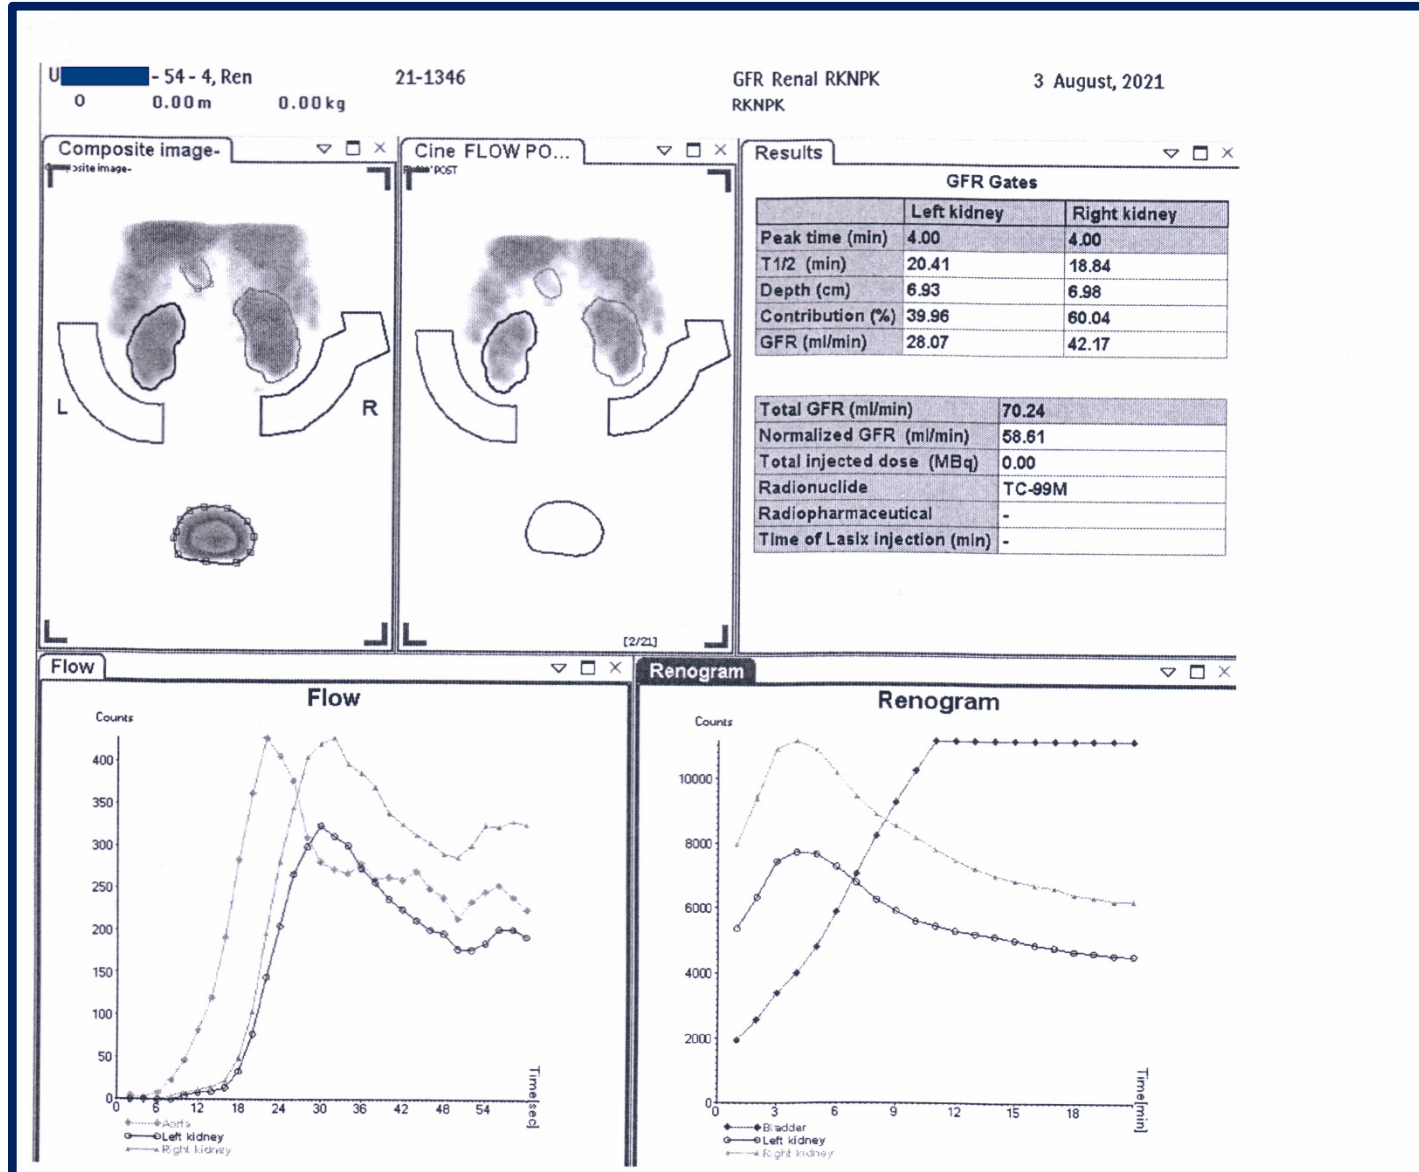 U - 54 - 4, Ren 21-1346 GFR Renal RKNPK 3 August, 2021
0 0.00m 0.00kg RKNPK
Composite image-
Cine FLOW PO...
Results
POST
GFR Gates
Left kidney Right kidney
Peak time (min) 4.00 4.00
T1/2 (min) 20.41 18.84
Depth (cm) 6.93 6.98
Contribution (%) 39.96 60.04
GFR (ml/min) 28.07 42.17
L R
Total GFR (ml/min) 70.24
Normalized GFR (ml/min) 58.61
Total injected dose (MBq) 0.00
Radionuclide TC-99M
Radiopharmaceutical -
Time of Lasix injection (min) -
[2/21]
Flow
Flow
Counts
400
350
300
250
200
150
100
50
0
0 6 12 18 24 30 36 42 48 54
Time[sec]
Aorta
Left kidney
Right kidney
Renogram
Renogram
Counts
10000
8000
6000
4000
2000
0
0 3 6 9 12 15 18
Time[min]
Bladder
Left kidney
Right kidney